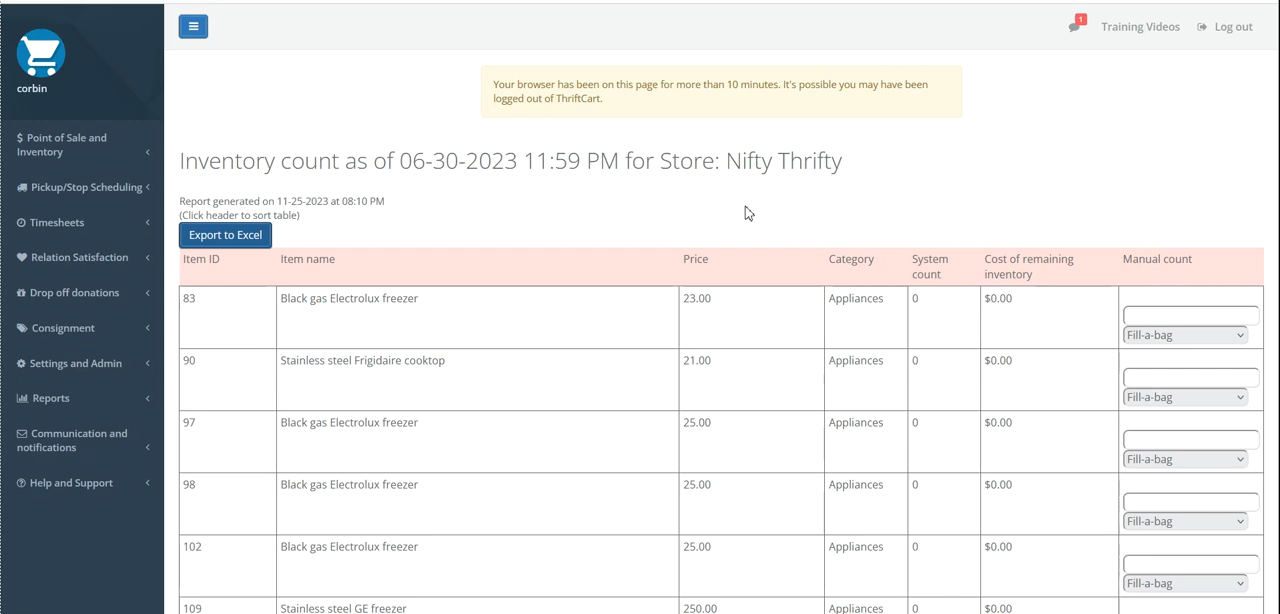 corbin
$ Point of Sale and
Inventory
Pickup/Stop Scheduling
Timesheets
Relation Satisfaction
Drop off donations
Consignment
Settings and Admin
Reports
Communication and
notifications
Help and Support
1
Training Videos
Log out
Your browser has been on this page for more than 10 minutes. It's possible you may have been
logged out of ThriftCart.
Inventory count as of 06-30-2023 11:59 PM for Store: Nifty Thrifty
Report generated on 11-25-2023 at 08:10 PM
(Click header to sort table)
Export to Excel
Item ID Item name Price Category System count Cost of remaining inventory Manual count
83 Black gas Electrolux freezer 23.00 Appliances 0 $0.00
Fill-a-bag
90 Stainless steel Frigidaire cooktop 21.00 Appliances 0 $0.00
Fill-a-bag
97 Black gas Electrolux freezer 25.00 Appliances 0 $0.00
Fill-a-bag
98 Black gas Electrolux freezer 25.00 Appliances 0 $0.00
Fill-a-bag
102 Black gas Electrolux freezer 25.00 Appliances 0 $0.00
Fill-a-bag
109 Stainless steel GE freezer 250.00 Appliances 0 $0.00